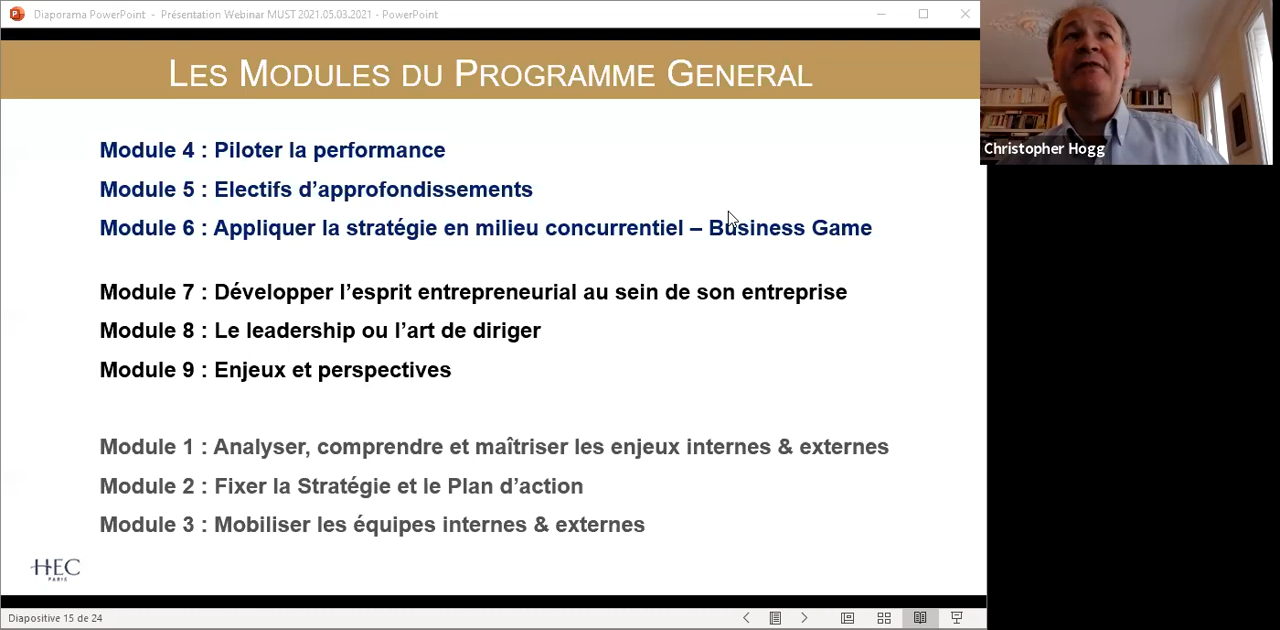 Diaporama PowerPoint - Présentation Webinar MUST 2021.05.03.2021 - PowerPoint
LES MODULES DU PROGRAMME GENERAL
Module 4 : Piloter la performance
Module 5 : Electifs d’approfondissements
Module 6 : Appliquer la stratégie en milieu concurrentiel – Business Game
Module 7 : Développer l’esprit entrepreneurial au sein de son entreprise
Module 8 : Le leadership ou l’art de diriger
Module 9 : Enjeux et perspectives
Module 1 : Analyser, comprendre et maîtriser les enjeux internes & externes
Module 2 : Fixer la Stratégie et le Plan d’action
Module 3 : Mobiliser les équipes internes & externes
HEC
PARIS
Diapositive 15 de 24
Christopher Hogg